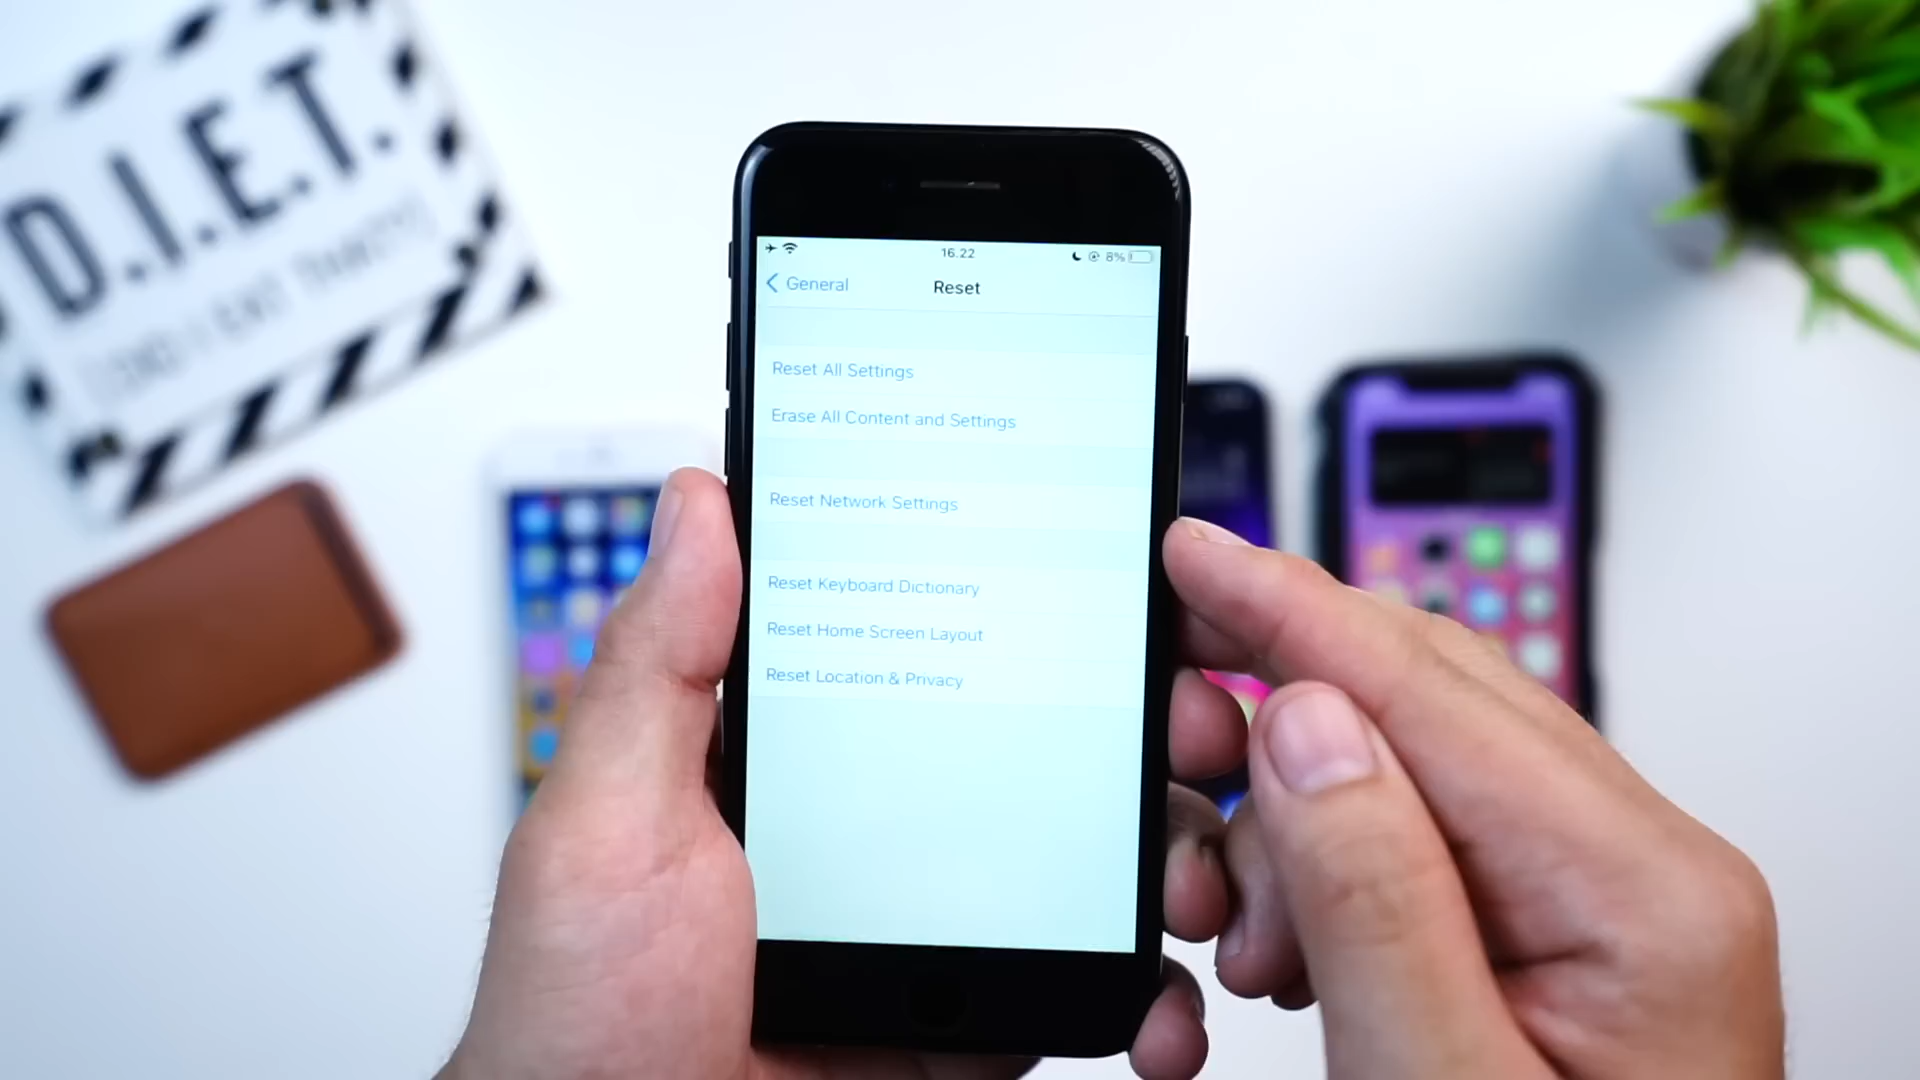 D.I.E.T.
16.22
8%
General
Reset
Reset All Settings
Erase All Content and Settings
Reset Network Settings
Reset Keyboard Dictionary
Reset Home Screen Layout
Reset Location & Privacy